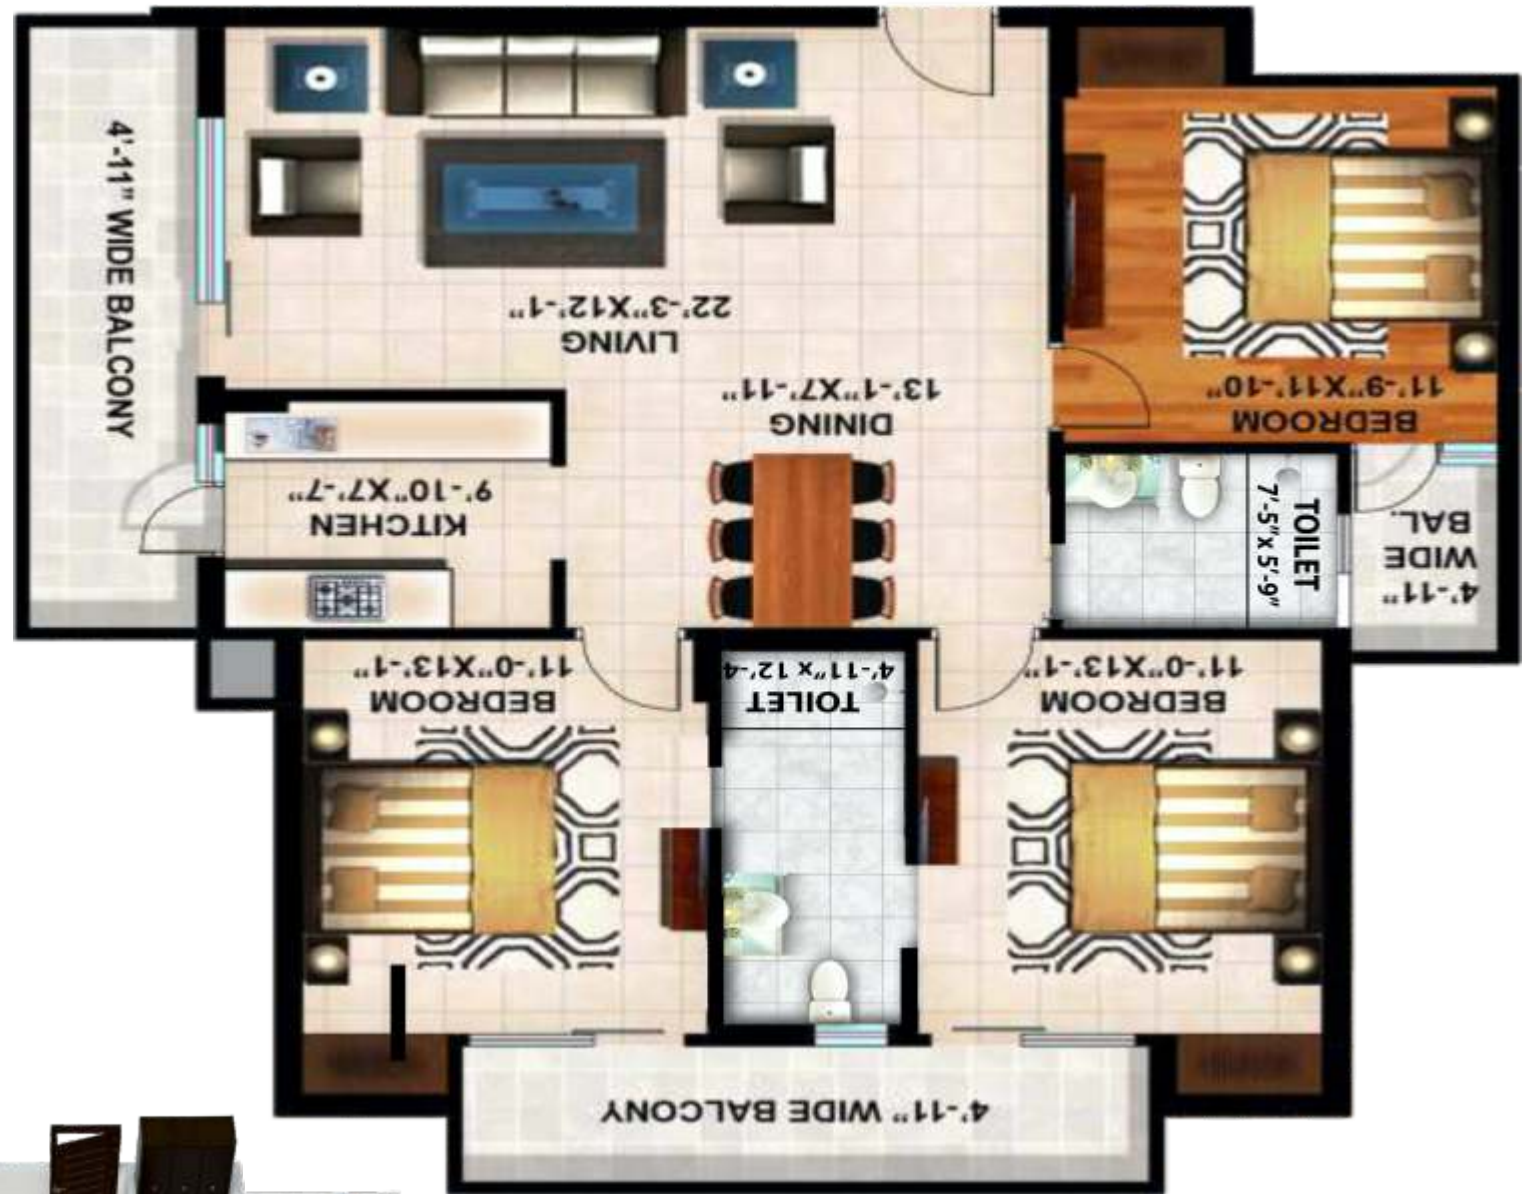 4'-11" WIDE BALCONY
LIVING
22'-3"X12'-1"
DINING
13'-1"X7'-11"
BEDROOM
11'-9"X11'-10"
KITCHEN
9'-10"X7'-7"
TOILET
7'-5"x 5'-9"
4'-11"
WIDE
BAL.
BEDROOM
11'-0"X13'-1"
TOILET
4'-11" x 12'-4
BEDROOM
11'-0"X13'-1"
4'-11" WIDE BALCONY